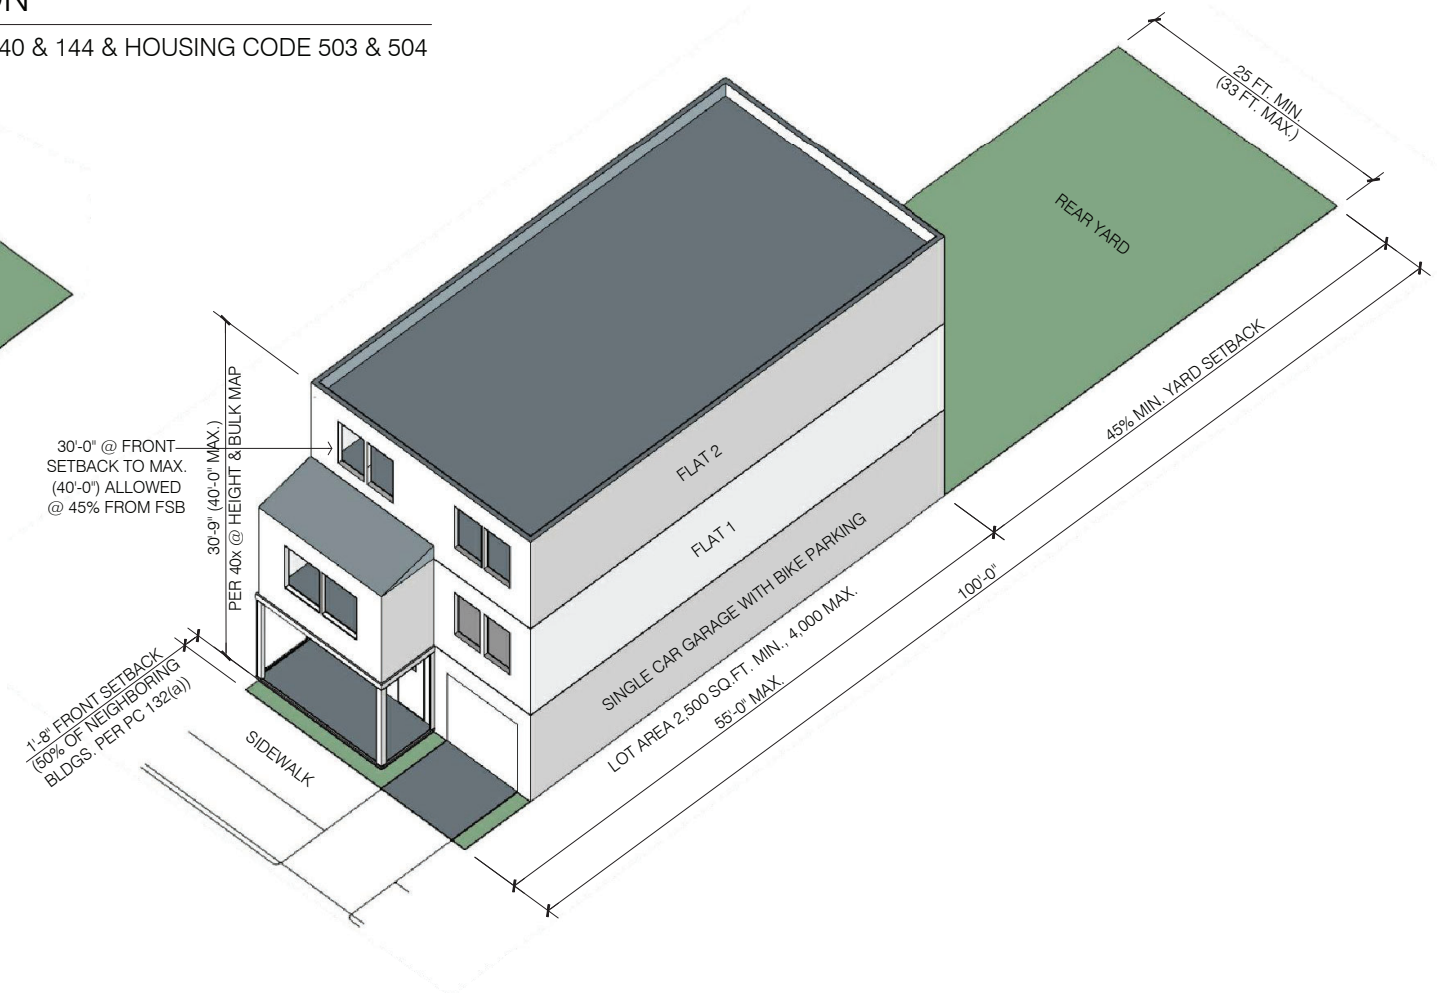 ON
40 & 144 & HOUSING CODE 503 & 504
25 FT. MIN.
(33 FT. MAX.)
REAR YARD
45% MIN. YARD SETBACK
100'-0"
30'-9" (40'-0" MAX.)
PER 40x @ HEIGHT & BULK MAP
30'-0" @ FRONT
SETBACK TO MAX.
(40'-0") ALLOWED
@ 45% FROM FSB
FLAT 2
FLAT 1
SINGLE CAR GARAGE WITH BIKE PARKING
LOT AREA 2,500 SQ.FT. MIN., 4,000 MAX.
55'-0" MAX.
1'-8" FRONT SETBACK
(50% OF NEIGHBORING
BLDGS. PER PC 132(a))
SIDEWALK